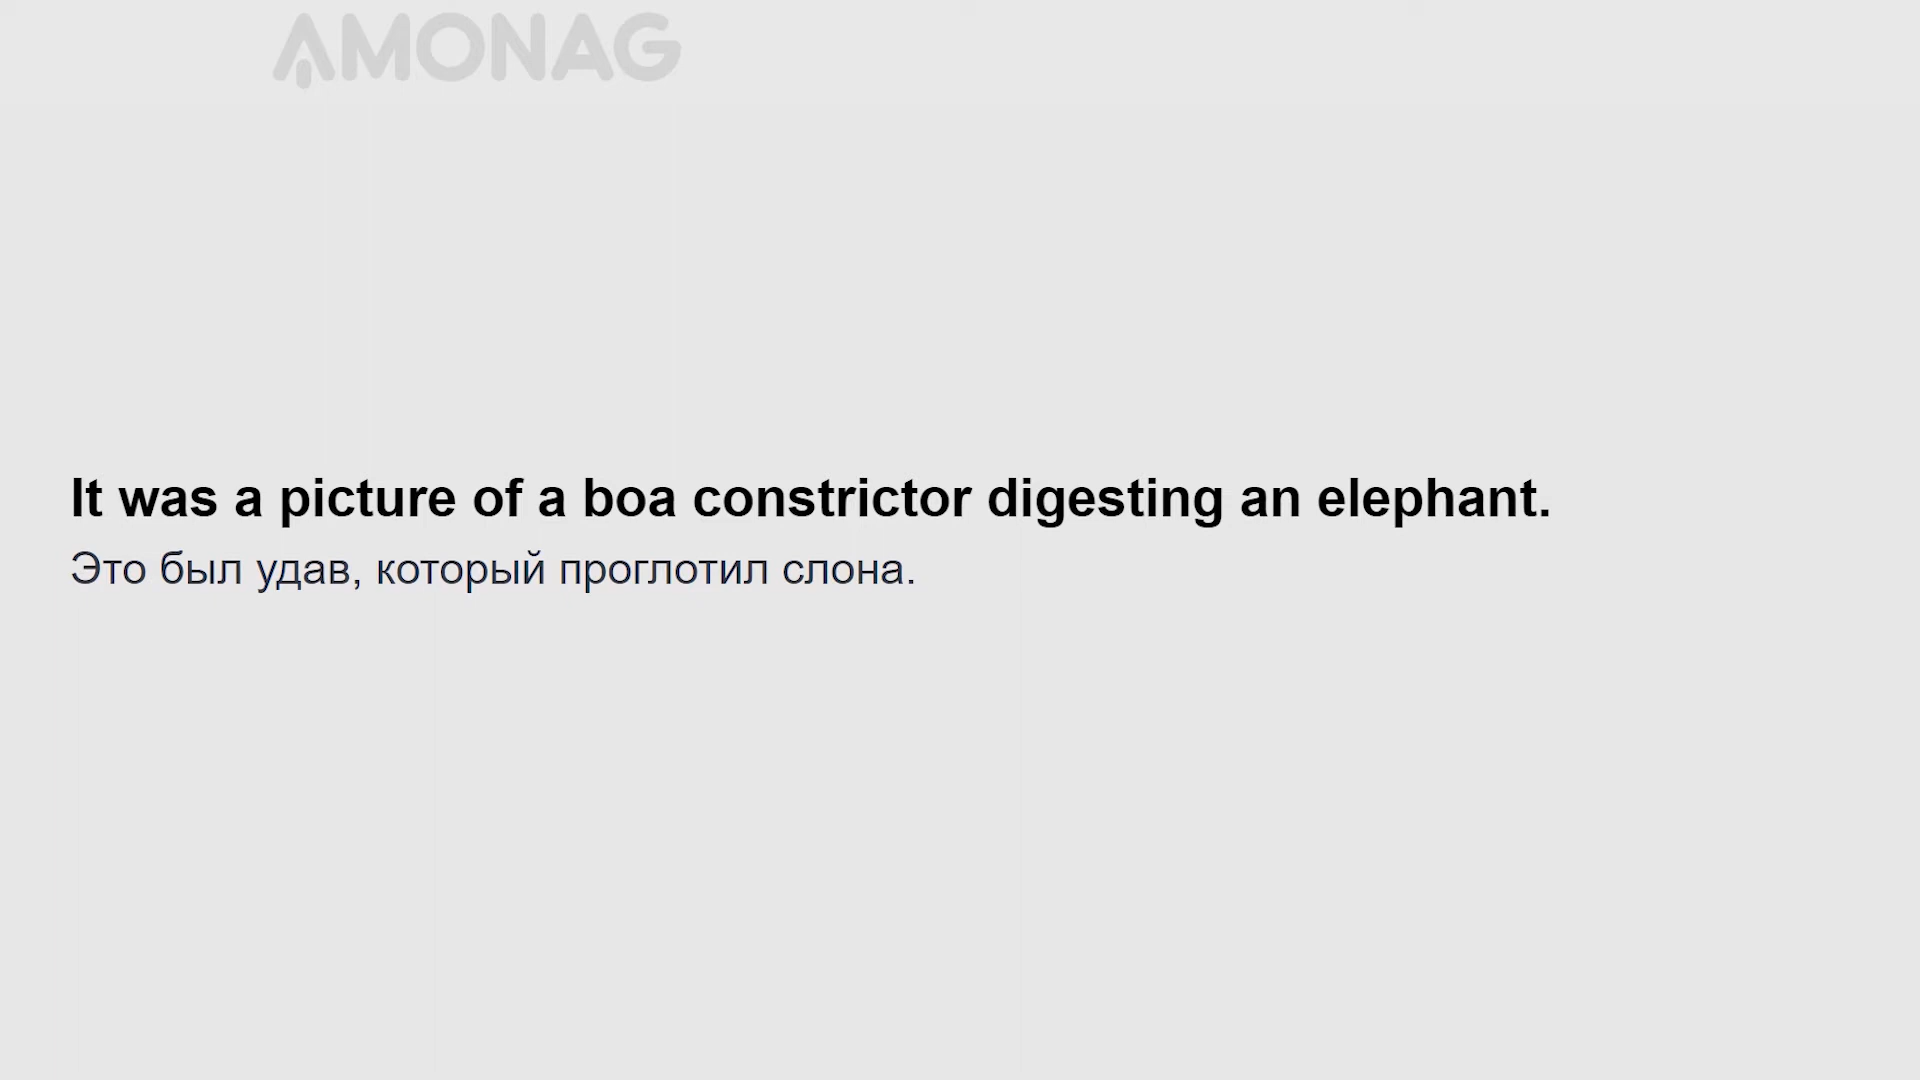 AMONAG
It was a picture of a boa constrictor digesting an elephant.
Это был удав, который проглотил слона.